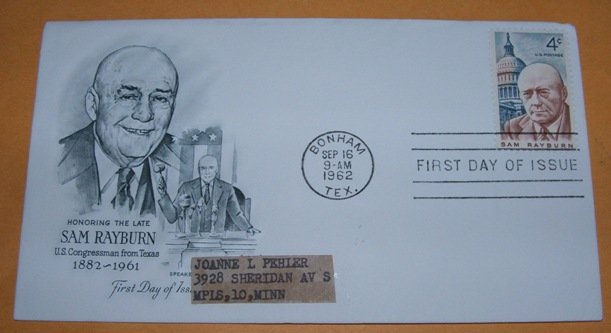 4¢
U.S. POSTAGE
SAM RAYBURN
BONHAM
SEP 16
9-AM
1962
TEX.
FIRST DAY OF ISSUE
HONORING THE LATE
SAM RAYBURN
U.S. Congressman from Texas
1882-1961
First Day of Iss
JOANNE L PEHLER
3928 SHERIDAN AV S
MPLS,10,MINN